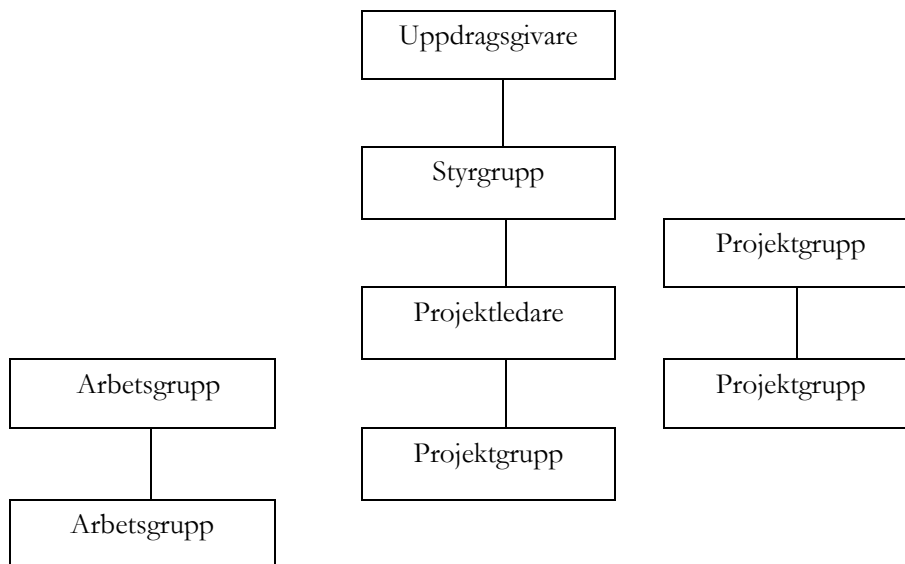 Uppdragsgivare
Styrgrupp
Projektgrupp
Projektledare
Arbetsgrupp
Projektgrupp
Projektgrupp
Arbetsgrupp